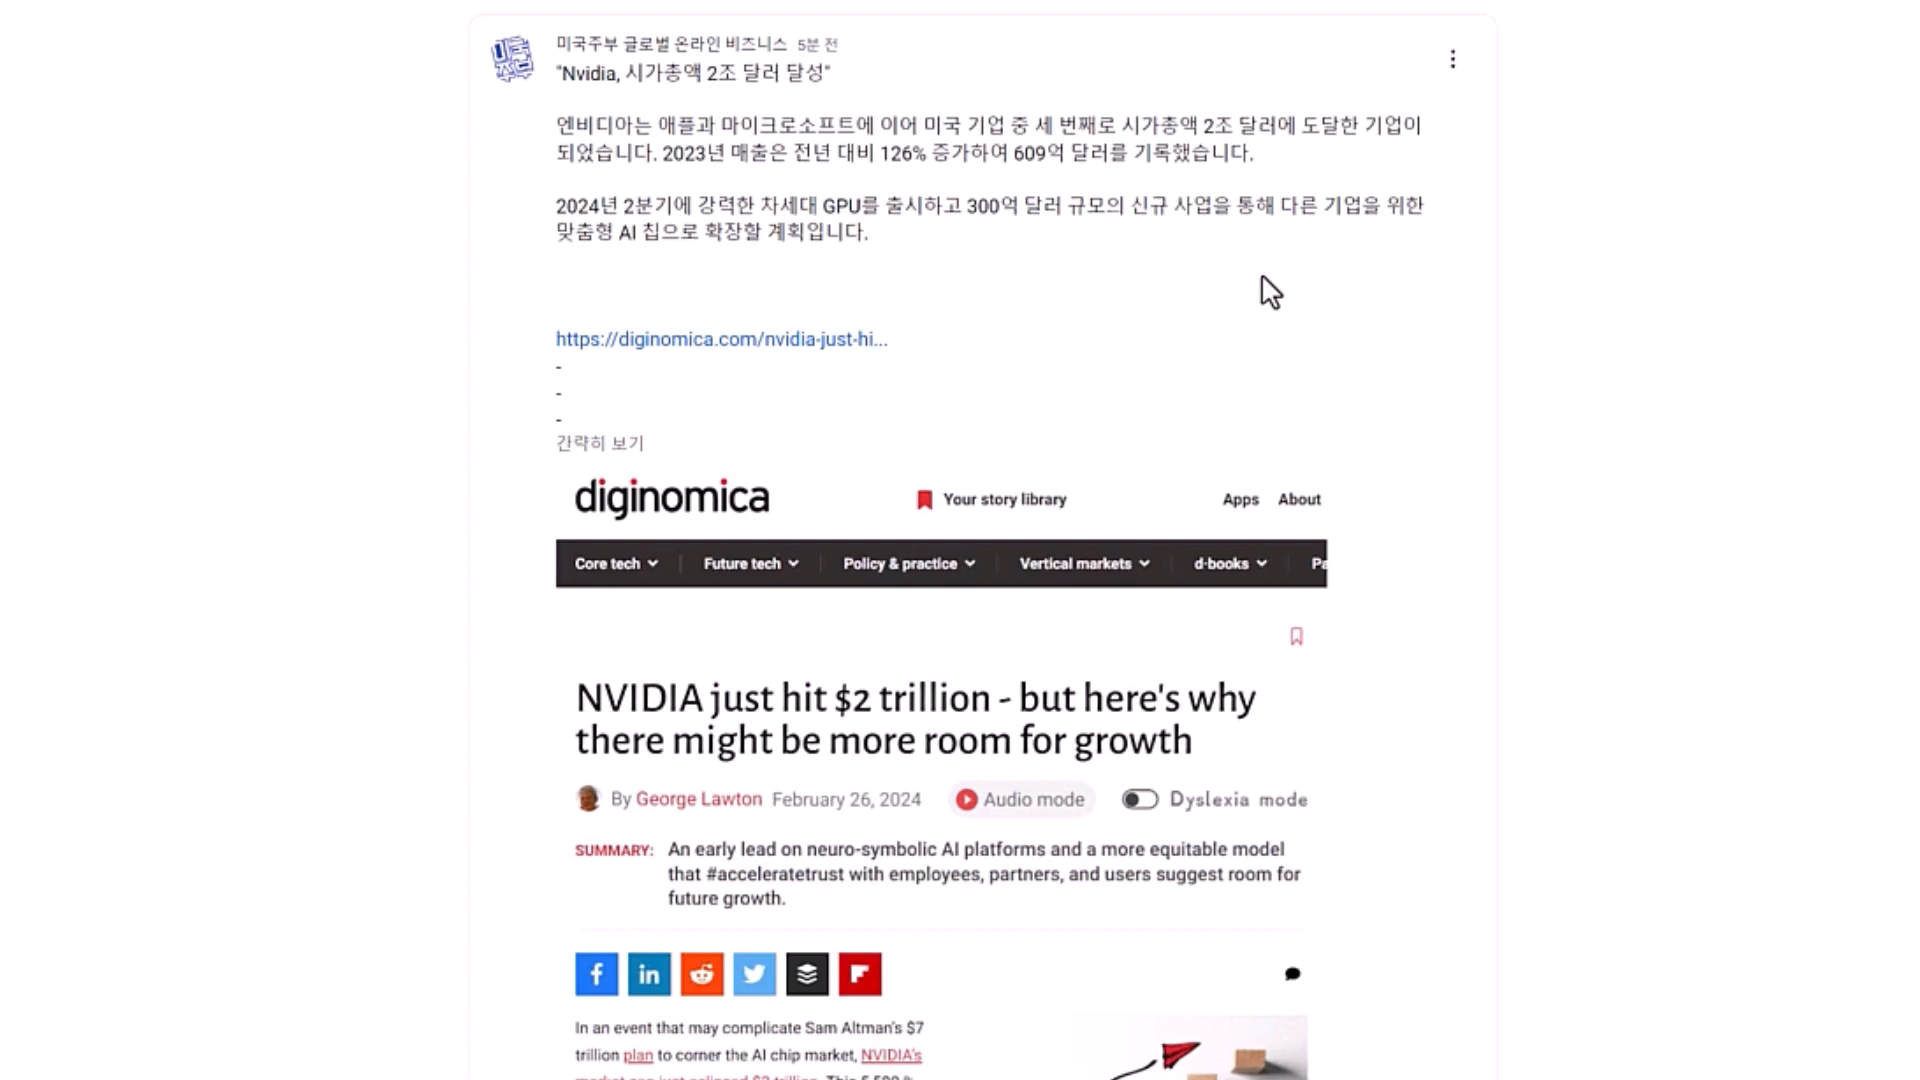 미국주부 글로벌 온라인 비즈니스 5분 전
"Nvidia, 시가총액 2조 달러 달성"
엔비디아는 애플과 마이크로소프트에 이어 미국 기업 중 세 번째로 시가총액 2조 달러에 도달한 기업이
되었습니다. 2023년 매출은 전년 대비 126% 증가하여 609억 달러를 기록했습니다.
2024년 2분기에 강력한 차세대 GPU를 출시하고 300억 달러 규모의 신규 사업을 통해 다른 기업을 위한
맞춤형 AI 칩으로 확장할 계획입니다.
https://diginomica.com/nvidia-just-hi...
-
-
-
간략히 보기
diginomica
Your story library
Apps About
Core tech Future tech Policy & practice Vertical markets d·books Pa
NVIDIA just hit $2 trillion - but here's why
there might be more room for growth
By George Lawton February 26, 2024 Audio mode Dyslexia mode
SUMMARY: An early lead on neuro-symbolic AI platforms and a more equitable model
that #acceleratetrust with employees, partners, and users suggest room for
future growth.
In an event that may complicate Sam Altman's $7
trillion plan to corner the AI chip market, NVIDIA's